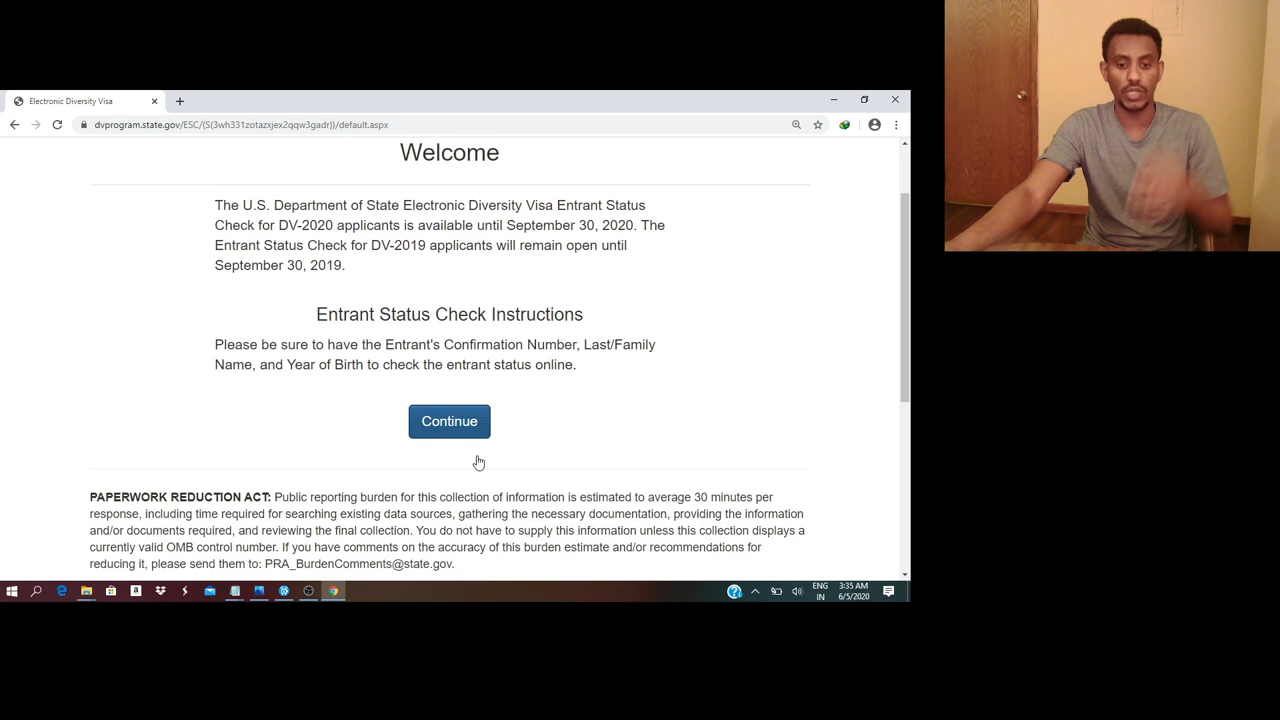 Electronic Diversity Visa
dvprogram.state.gov/ESC/(S(3wh331zotazxjex2qqw3gadr))/default.aspx
Welcome
The U.S. Department of State Electronic Diversity Visa Entrant Status
Check for DV-2020 applicants is available until September 30, 2020. The
Entrant Status Check for DV-2019 applicants will remain open until
September 30, 2019.
Entrant Status Check Instructions
Please be sure to have the Entrant's Confirmation Number, Last/Family
Name, and Year of Birth to check the entrant status online.
Continue
PAPERWORK REDUCTION ACT: Public reporting burden for this collection of information is estimated to average 30 minutes per
response, including time required for searching existing data sources, gathering the necessary documentation, providing the information
and/or documents required, and reviewing the final collection. You do not have to supply this information unless this collection displays a
currently valid OMB control number. If you have comments on the accuracy of this burden estimate and/or recommendations for
reducing it, please send them to: PRA_BurdenComments@state.gov.
ENG 3:35 AM
IN 6/5/2020